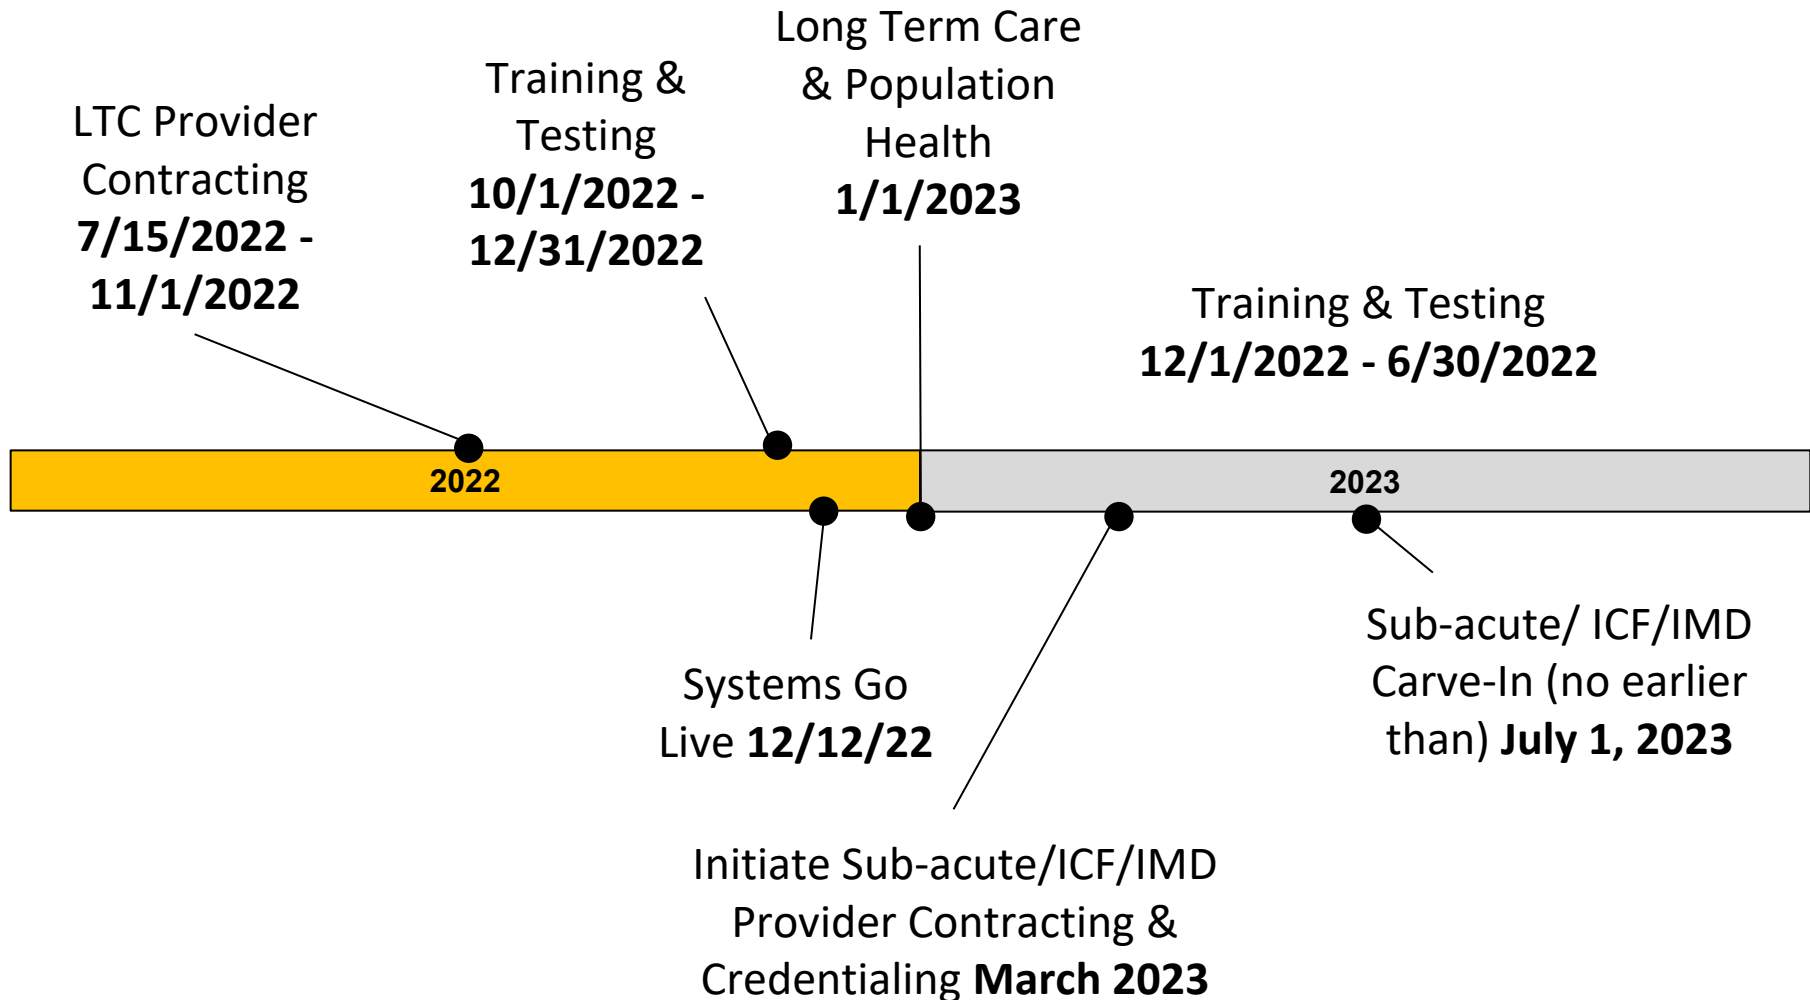 LTC Provider
Contracting
7/15/2022 -
11/1/2022
Training &
Testing
10/1/2022 -
12/31/2022
Long Term Care
& Population
Health
1/1/2023
Training & Testing
12/1/2022 - 6/30/2022
2022
2023
Systems Go
Live 12/12/22
Initiate Sub-acute/ICF/IMD
Provider Contracting &
Credentialing March 2023
Sub-acute/ ICF/IMD
Carve-In (no earlier
than) July 1, 2023